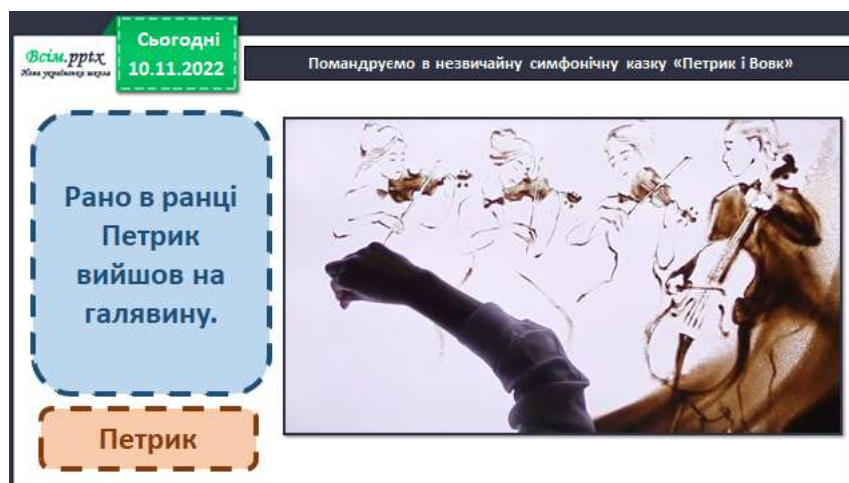 Всім.pptx
Нова українська школа
Сьогодні
10.11.2022
Помандруємо в незвичайну симфонічну казку «Петрик і Вовк»
Рано в ранці
Петрик
вийшов на
галявину.
Петрик